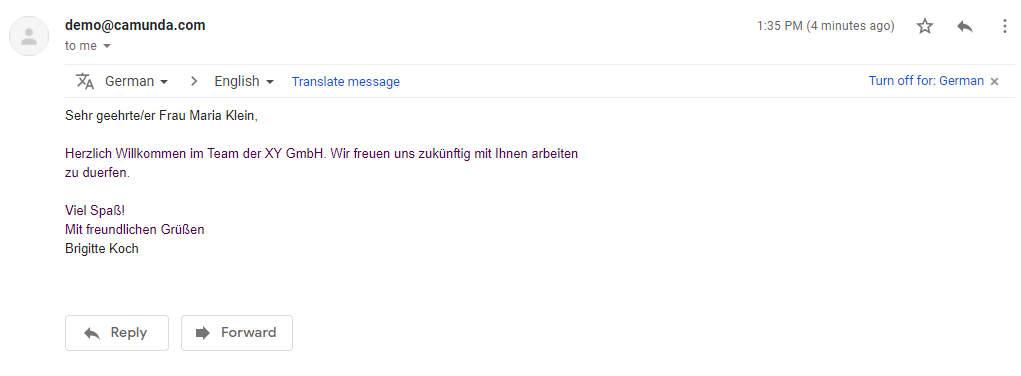 demo@camunda.com
1:35 PM (4 minutes ago)
to me
German
English
Translate message
Turn off for: German
Sehr geehrte/er Frau Maria Klein,
Herzlich Willkommen im Team der XY GmbH. Wir freuen uns zukünftig mit Ihnen arbeiten
zu duerfen.
Viel Spaß!
Mit freundlichen Grüßen
Brigitte Koch
Reply
Forward